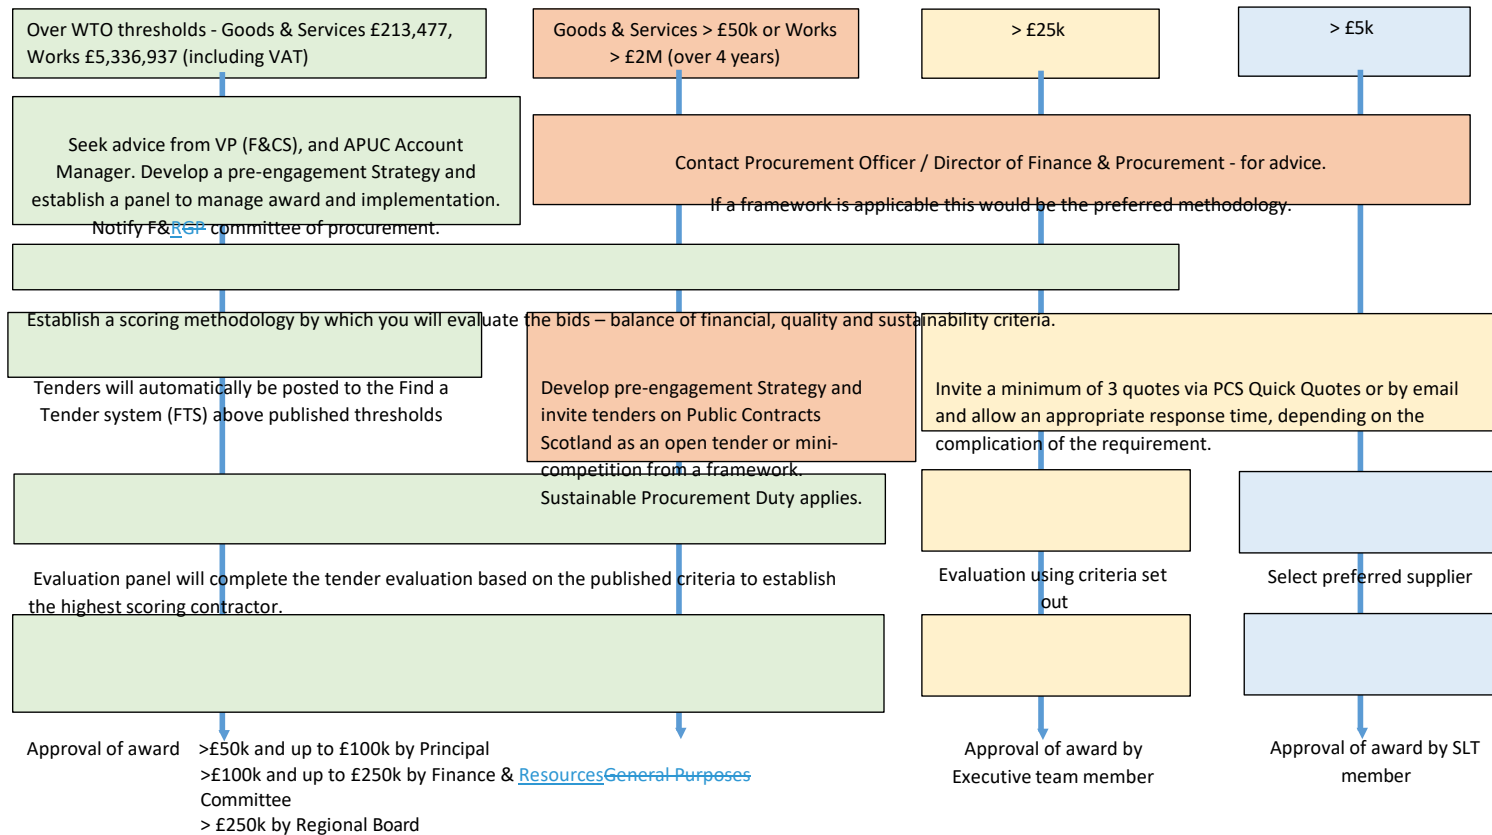 Over WTO thresholds - Goods & Services £213,477,
Works £5,336,937 (including VAT)
Goods & Services > £50k or Works
> £2M (over 4 years)
> £25k
> £5k
Seek advice from VP (F&CS), and APUC Account
Manager. Develop a pre-engagement Strategy and
establish a panel to manage award and implementation.
Notify F&RGP committee of procurement.
Contact Procurement Officer / Director of Finance & Procurement - for advice.
If a framework is applicable this would be the preferred methodology.
Establish a scoring methodology by which you will evaluate the bids – balance of financial, quality and sustainability criteria.
Tenders will automatically be posted to the Find a
Tender system (FTS) above published thresholds
Develop pre-engagement Strategy and
invite tenders on Public Contracts
Scotland as an open tender or mini-
competition from a framework.
Sustainable Procurement Duty applies.
Invite a minimum of 3 quotes via PCS Quick Quotes or by email
and allow an appropriate response time, depending on the
complication of the requirement.
Evaluation panel will complete the tender evaluation based on the published criteria to establish
the highest scoring contractor.
Evaluation using criteria set
out
Select preferred supplier
Approval of award >£50k and up to £100k by Principal
>£100k and up to £250k by Finance & ResourcesGeneral Purposes
Committee
> £250k by Regional Board
Approval of award by
Executive team member
Approval of award by SLT
member